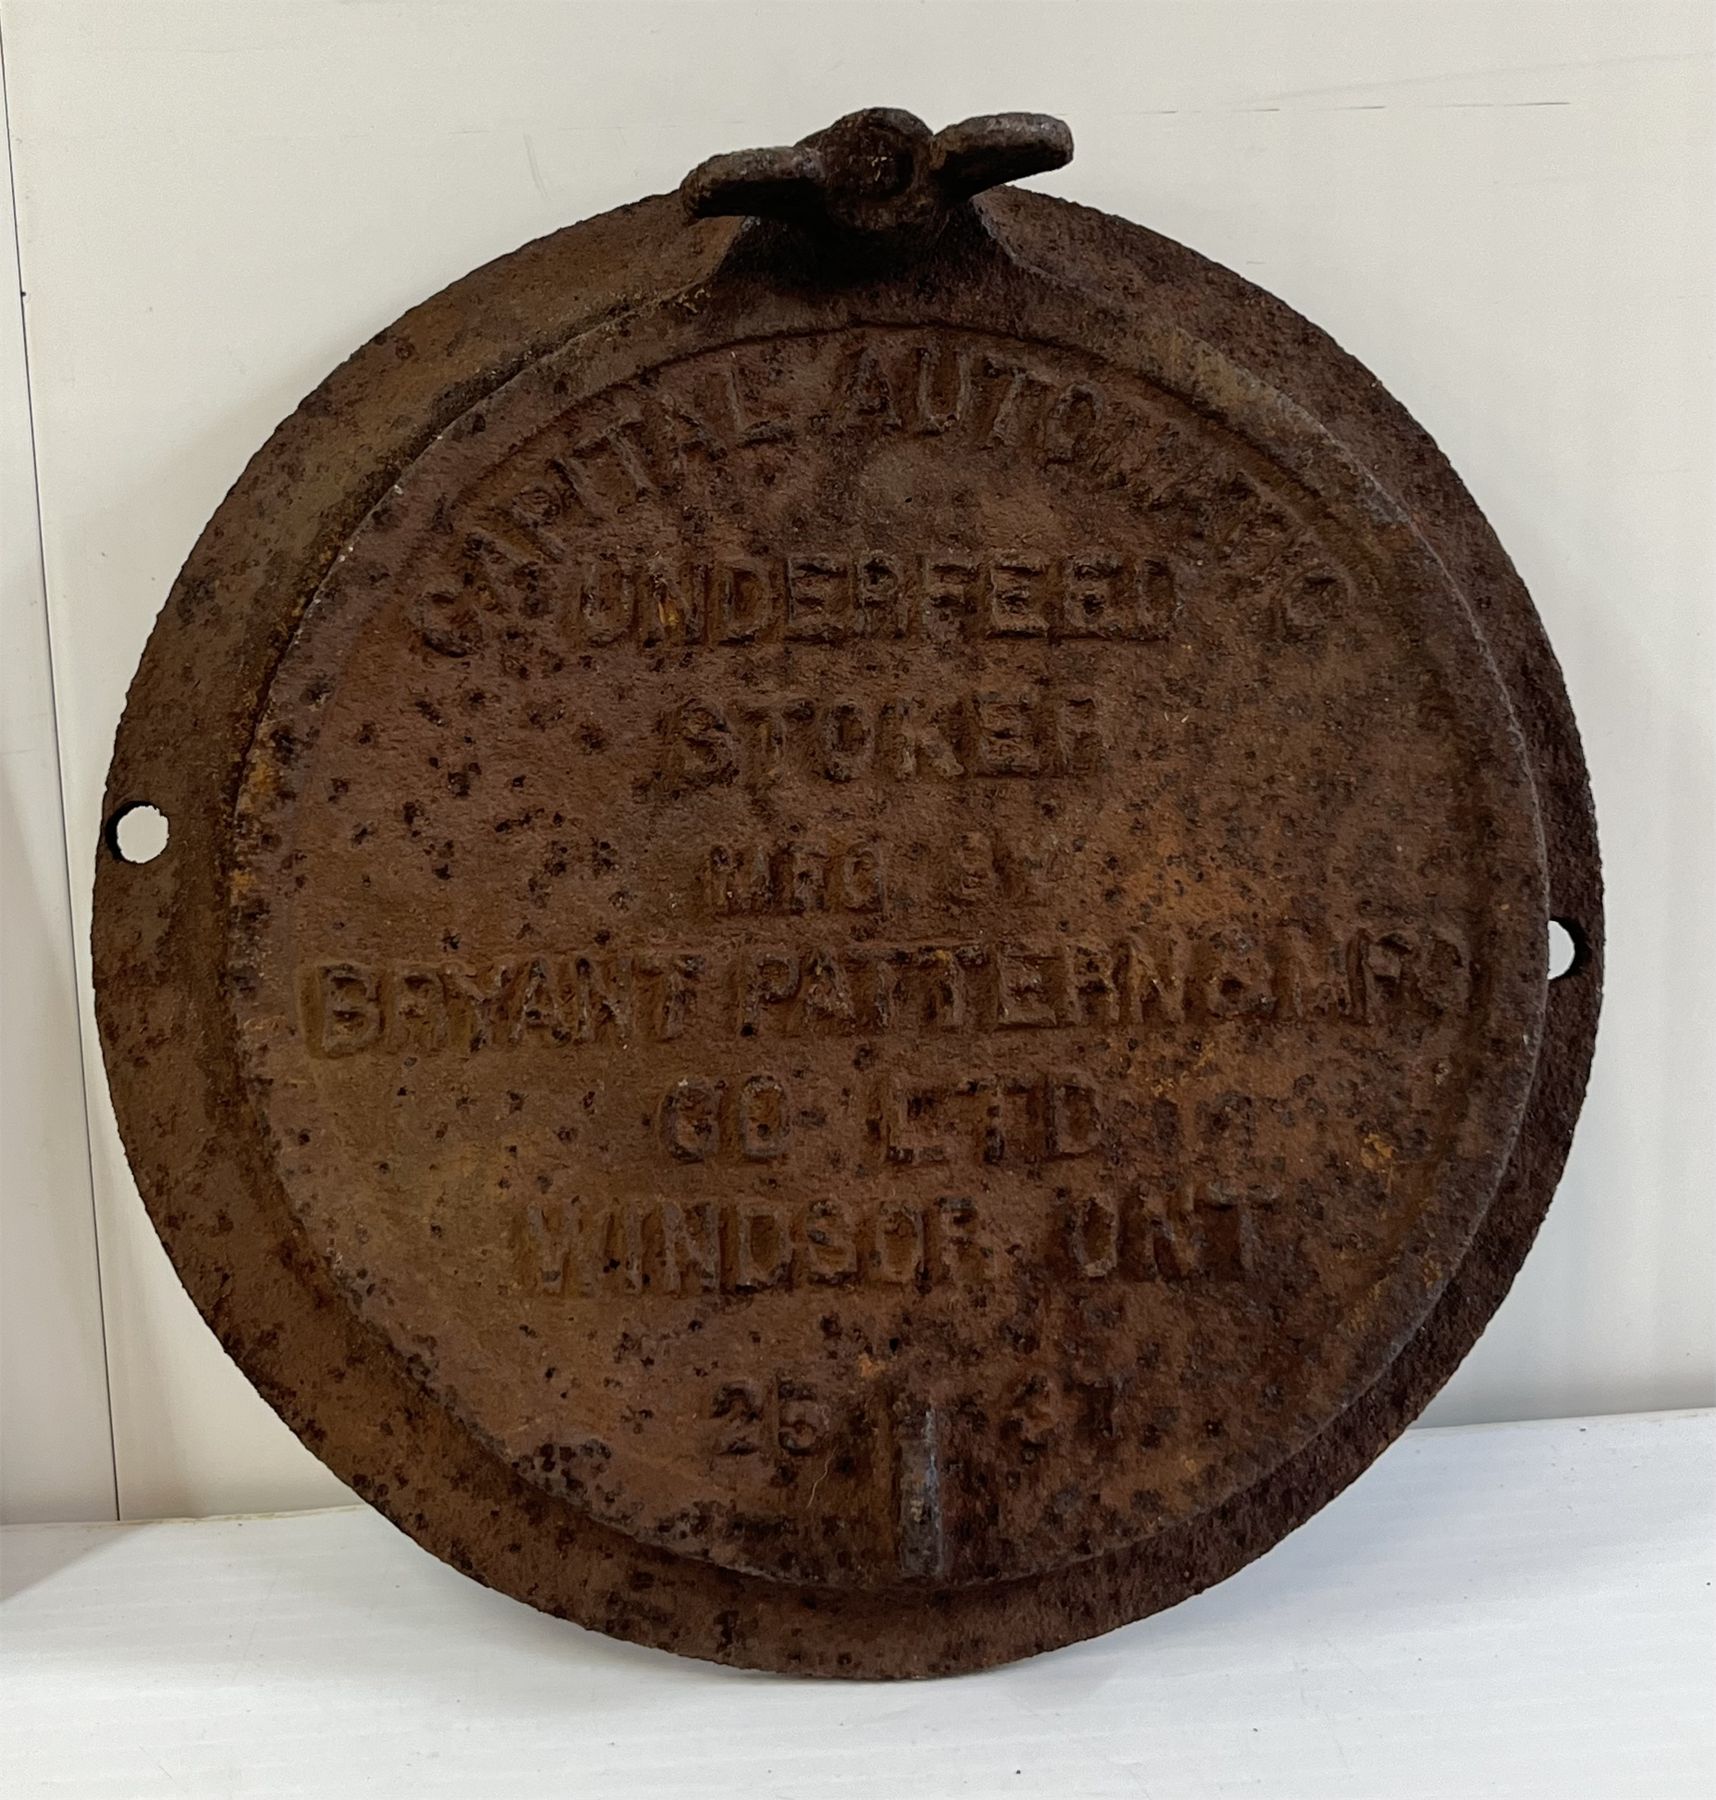 CAPITAL AUTOMATIC
UNDERFEED
STOKER
MFG BY
BRYANT PATTERN & MFG
CO LTD
WINDSOR ONT
25